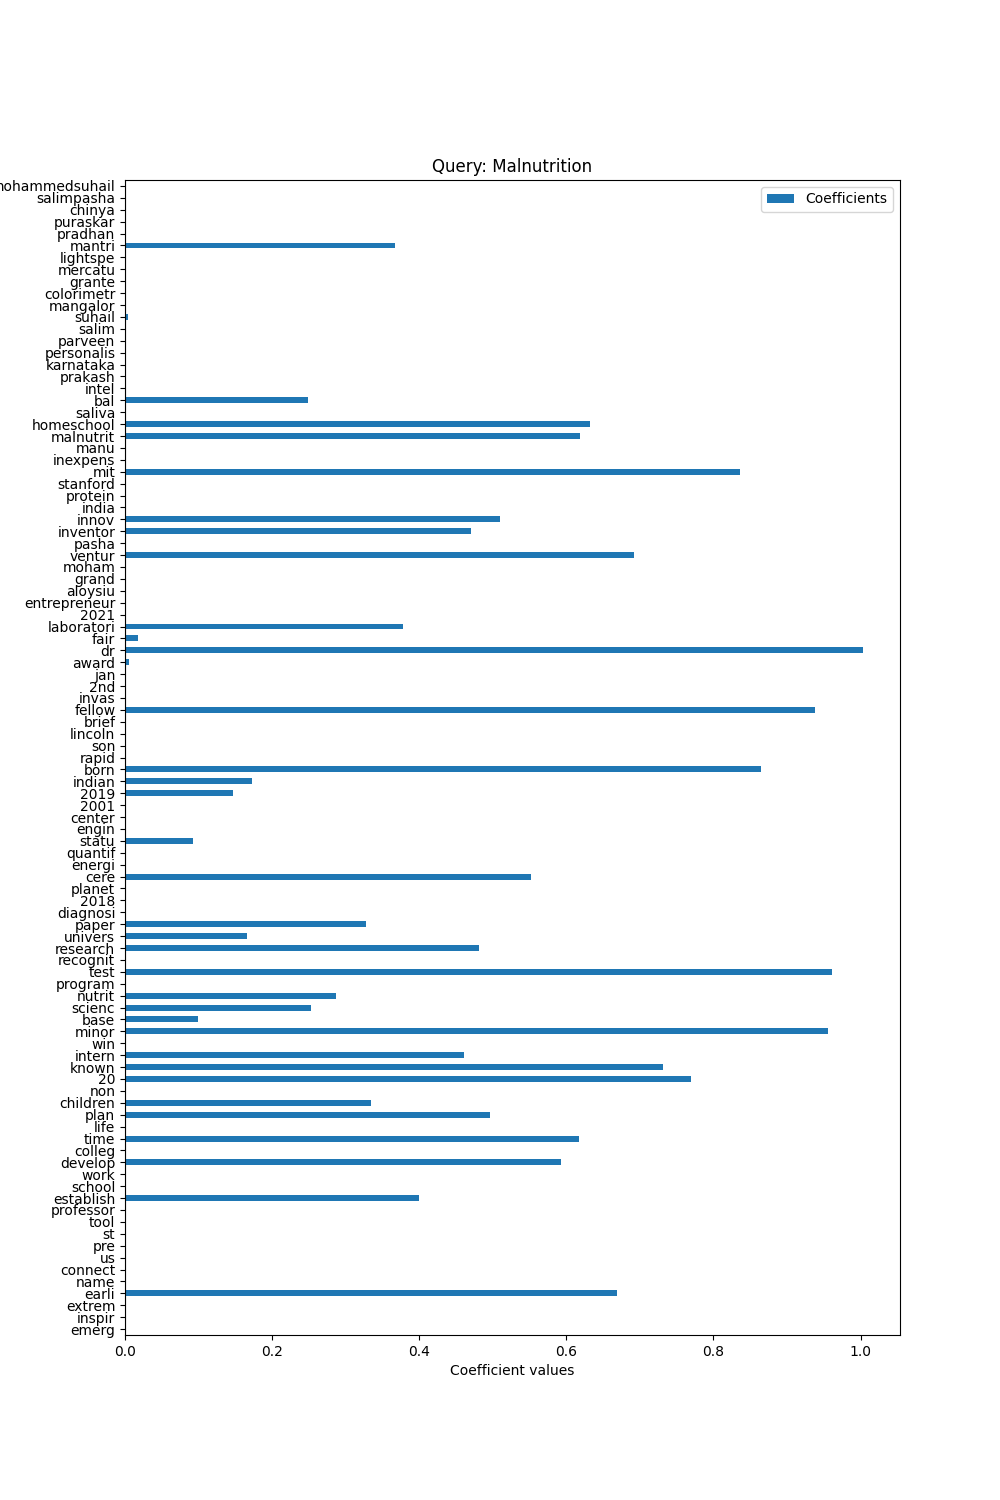 Query: Malnutrition
Coefficients
mohammedsuhail
salimpasha
chinya
puraskar
pradhan
mantri
lightspe
mercatu
grante
colorimetr
mangalor
suhail
salim
parveen
personalis
karnataka
prakash
intel
bal
saliva
homeschool
malnutrit
manu
inexpens
mit
stanford
protein
india
innov
inventor
pasha
ventur
moham
grand
aloysiu
entrepreneur
2021
laboratori
fair
dr
award
jan
2nd
invas
fellow
brief
lincoln
son
rapid
born
indian
2019
2001
center
engin
statu
quantif
energi
cere
planet
2018
diagnosi
paper
univers
research
recognit
test
program
nutrit
scienc
base
minor
win
intern
known
20
non
children
plan
life
time
colleg
develop
work
school
establish
professor
tool
st
pre
us
connect
name
earli
extrem
inspir
emerg
0.0 0.2 0.4 0.6 0.8 1.0
Coefficient values